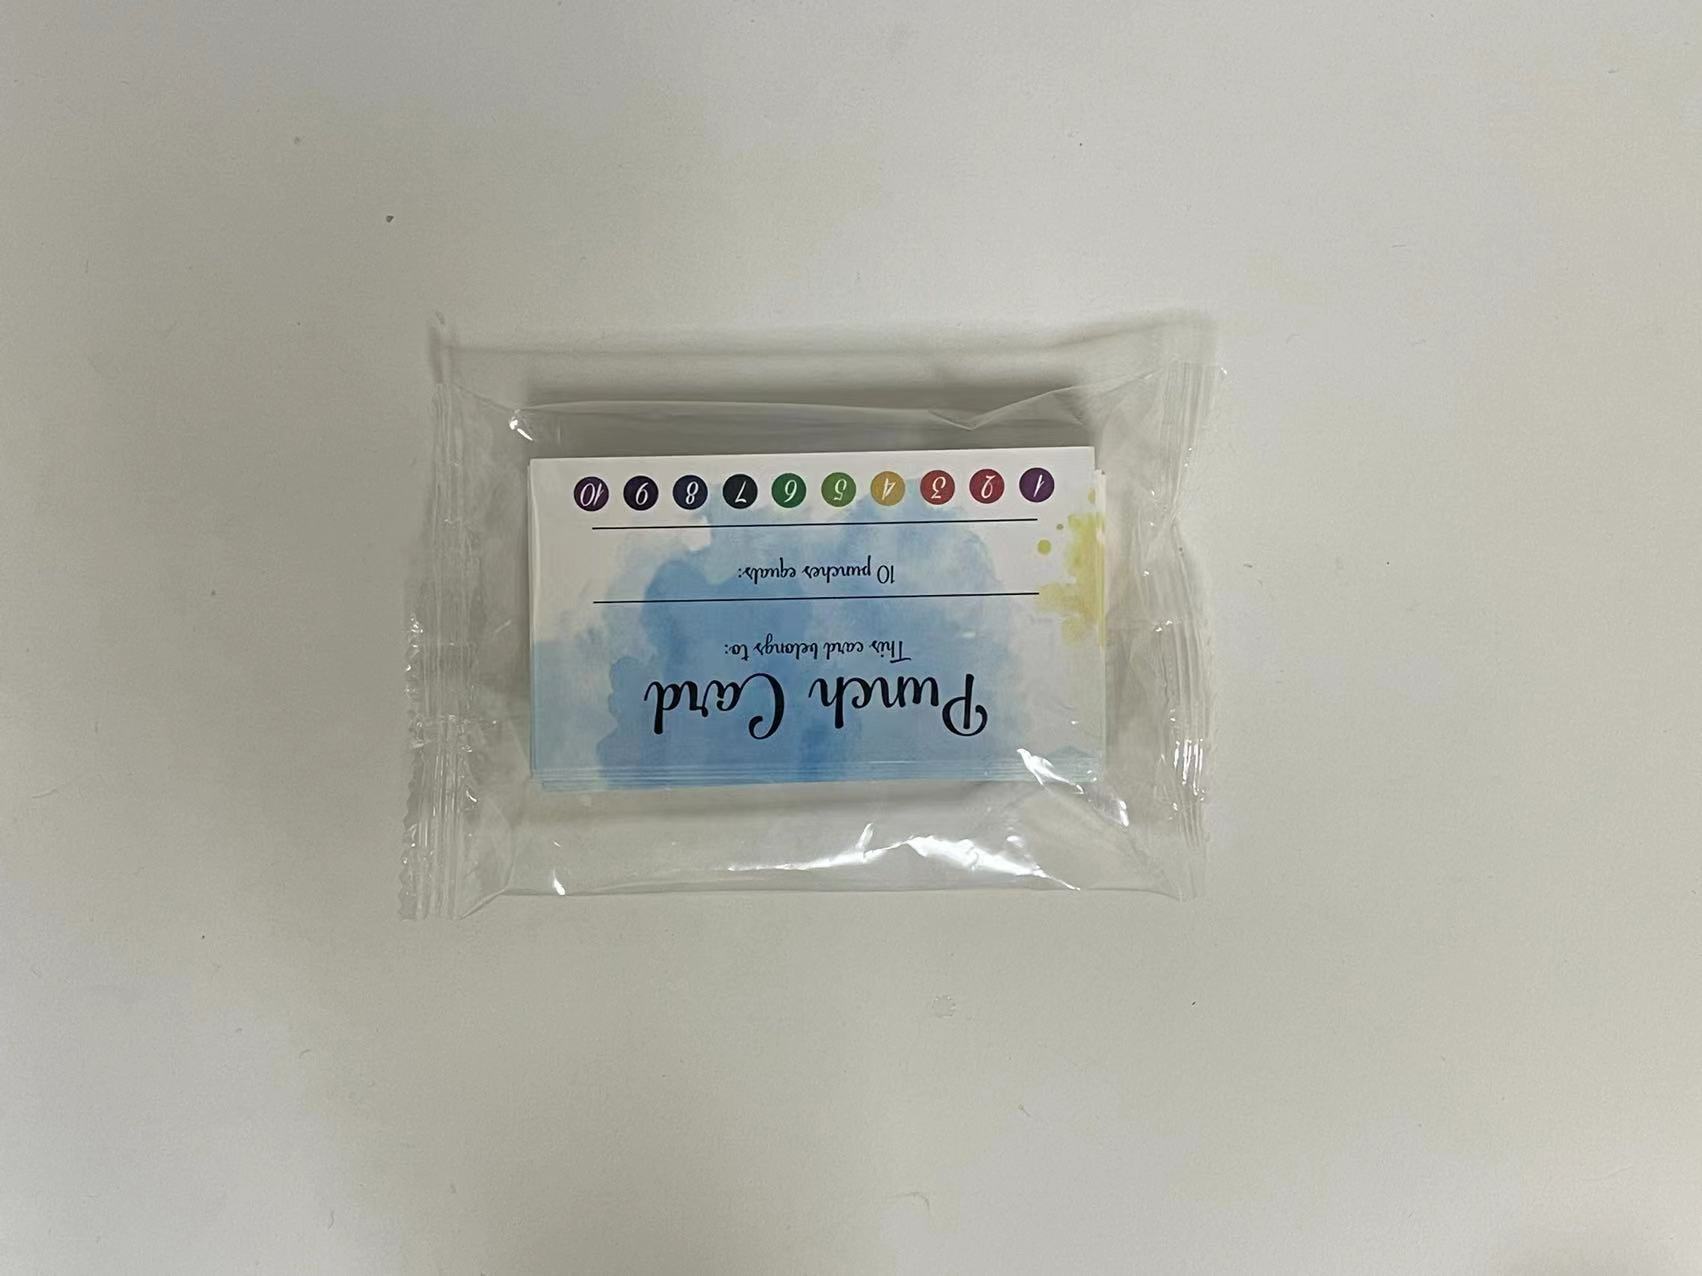 Punch Card
This card belongs to:
10 punches equals:
1 2 3 4 5 6 7 8 9 10